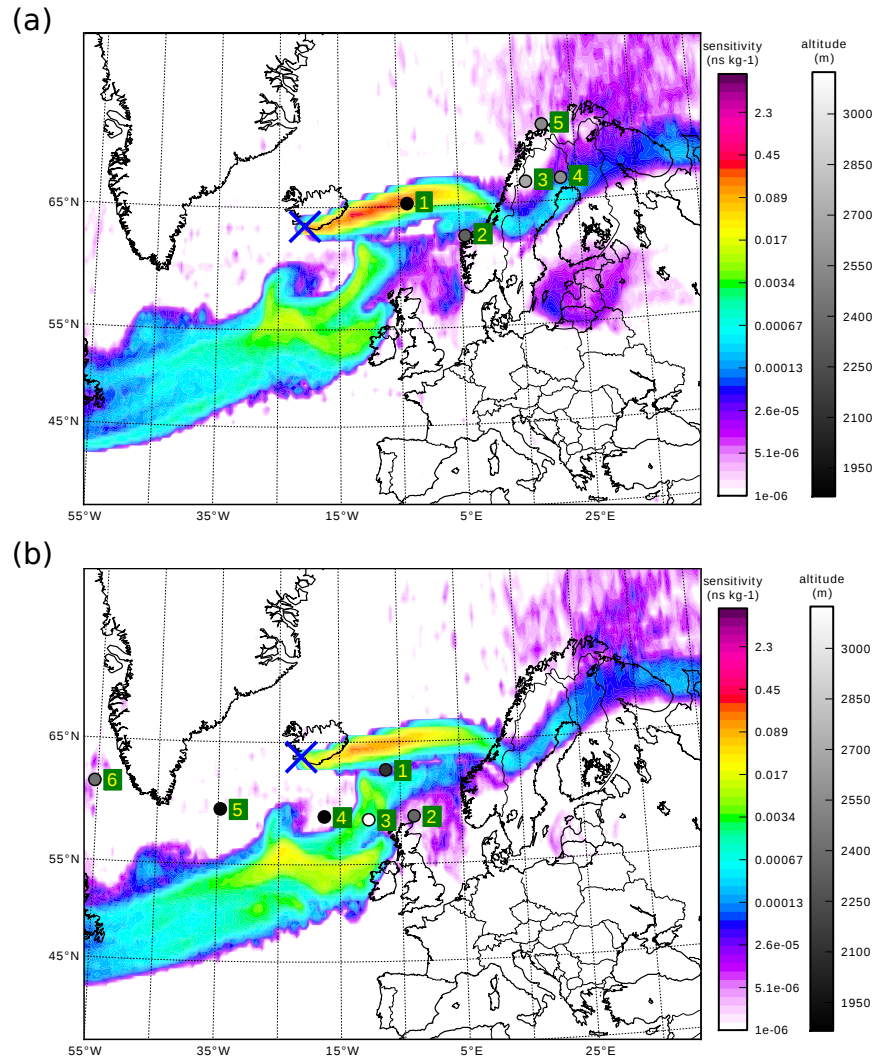 (a)
sensitivity
(ns kg-1)
altitude
(m)
2.3
0.45
0.089
0.017
0.0034
0.00067
0.00013
2.6e-05
5.1e-06
1e-06
3000
2850
2700
2550
2400
2250
2100
1950
65°N
55°N
45°N
55°W
35°W
15°W
5°E
25°E
1
2
3
4
5
(b)
sensitivity
(ns kg-1)
altitude
(m)
2.3
0.45
0.089
0.017
0.0034
0.00067
0.00013
2.6e-05
5.1e-06
1e-06
3000
2850
2700
2550
2400
2250
2100
1950
65°N
55°N
45°N
55°W
35°W
15°W
5°E
25°E
1
2
3
4
5
6